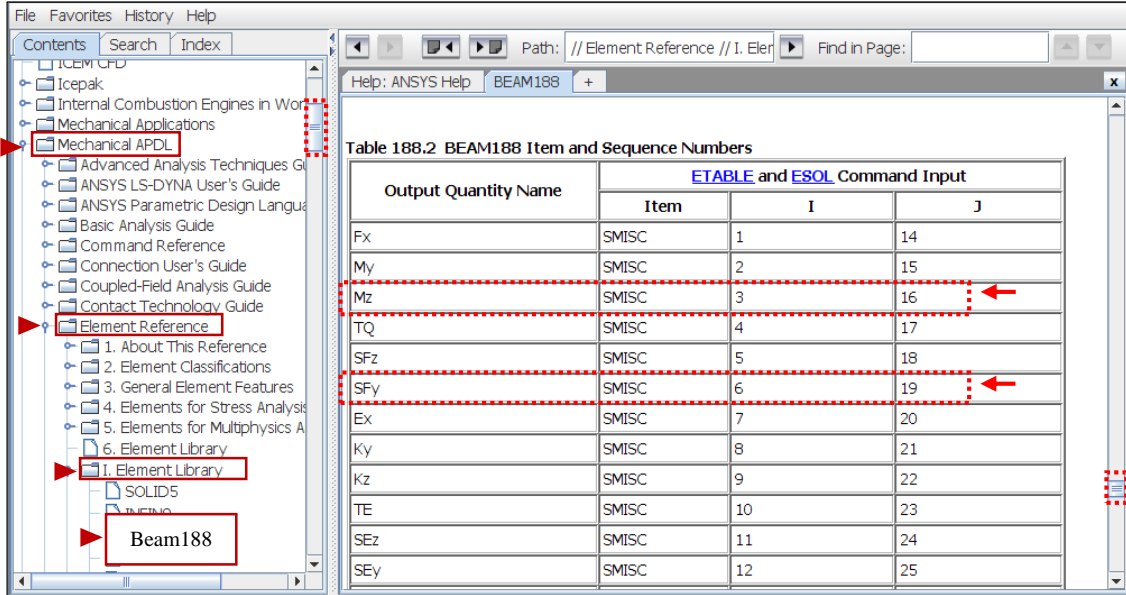 File Favorites History Help
Contents Search Index
ICEM CFD
Icepak
Internal Combustion Engines in Wor
Mechanical Applications
Mechanical APDL
Advanced Analysis Techniques Gu
ANSYS LS-DYNA User's Guide
ANSYS Parametric Design Langua
Basic Analysis Guide
Command Reference
Connection User's Guide
Coupled-Field Analysis Guide
Contact Technology Guide
Element Reference
1. About This Reference
2. Element Classifications
3. General Element Features
4. Elements for Stress Analysis
5. Elements for Multiphysics A
6. Element Library
I. Element Library
SOLID5
Beam188
Path: // Element Reference // I. Elem Find in Page:
Help: ANSYS Help BEAM188 + x
Table 188.2 BEAM188 Item and Sequence Numbers
Output Quantity Name ETABLE and ESOL Command Input
Item I J
Fx SMISC 1 14
My SMISC 2 15
Mz SMISC 3 16
TQ SMISC 4 17
SFz SMISC 5 18
SFy SMISC 6 19
Ex SMISC 7 20
Ky SMISC 8 21
Kz SMISC 9 22
TE SMISC 10 23
SEz SMISC 11 24
SEy SMISC 12 25